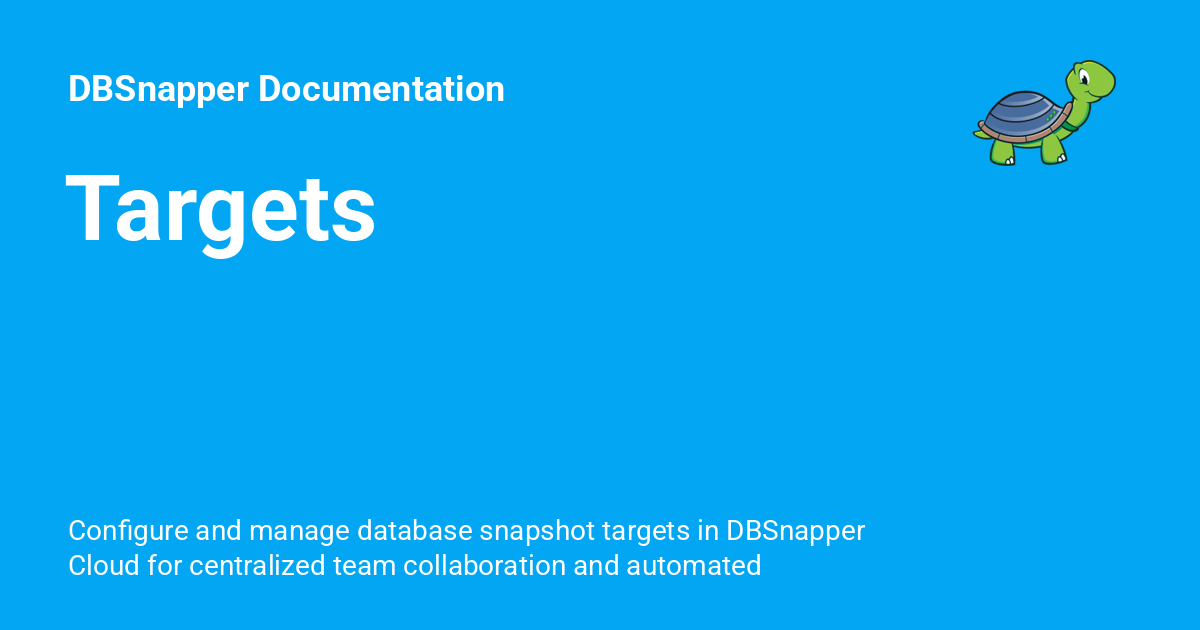 DBSnapper Documentation
Targets
Configure and manage database snapshot targets in DBSnapper
Cloud for centralized team collaboration and automated